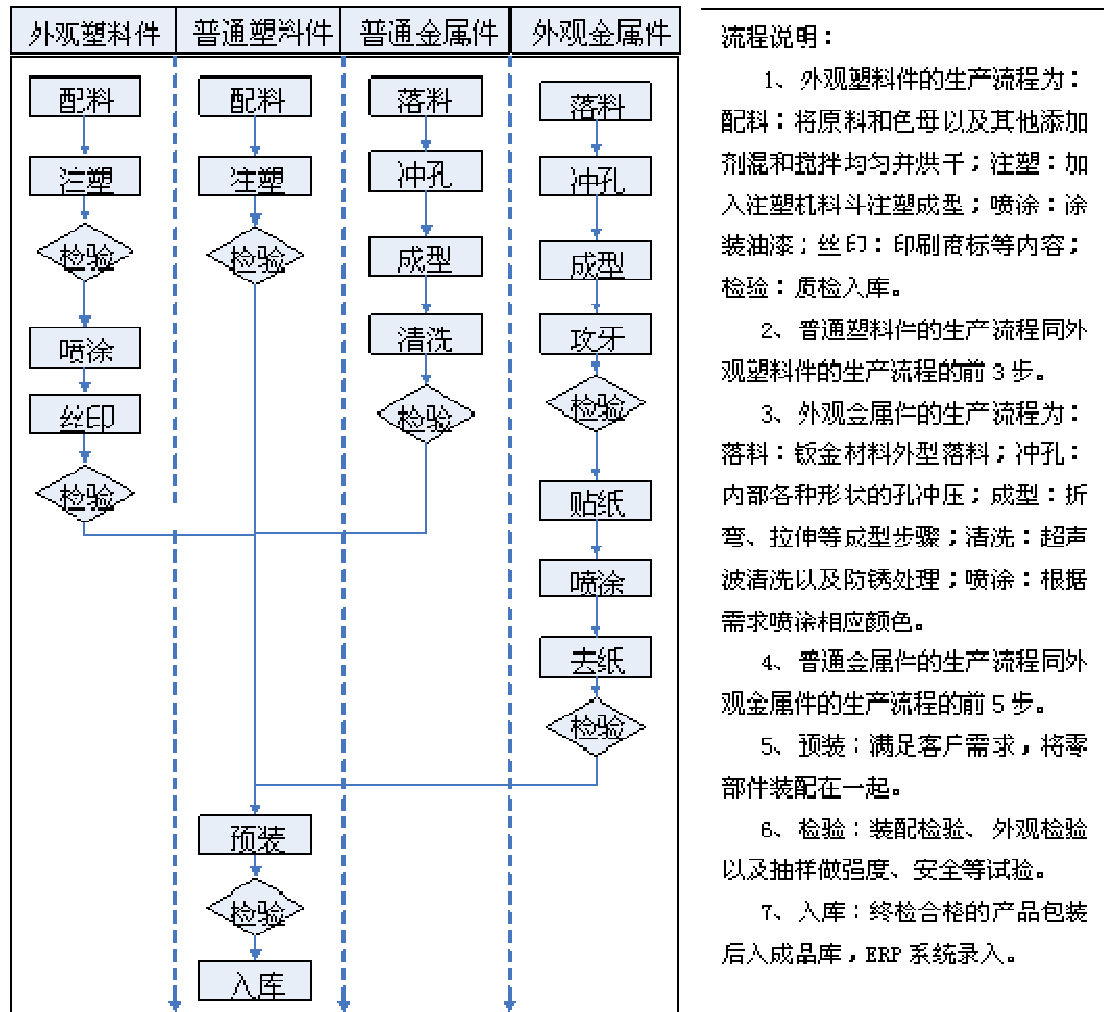 外观塑料件 普通塑料件 普通金属件 外观金属件
配料 配料 落料 落料
注塑 注塑 冲孔 冲孔
检验 检验 成型 成型
喷涂 清洗 攻牙
丝印 检验 检验
检验 贴纸
喷涂
去纸
检验
预装
检验
入库
流程说明：
1、外观塑料件的生产流程为：
配料：将原料和色母以及其他添加
剂混和搅拌均匀并烘干；注塑：加
入注塑机料斗注塑成型；喷涂：涂
装油漆；丝印：印刷商标等内容；
检验：质检入库。
2、普通塑料件的生产流程同外
观塑料件的生产流程的前 3 步。
3、外观金属件的生产流程为：
落料：钣金材料外型落料；冲孔：
内部各种形状的孔冲压；成型：折
弯、拉伸等成型步骤；清洗：超声
波清洗以及防锈处理；喷涂：根据
需求喷涂相应颜色。
4、普通金属件的生产流程同外
观金属件的生产流程的前 5 步。
5、预装：满足客户需求，将零
部件装配在一起。
6、检验：装配检验、外观检验
以及抽样做强度、安全等试验。
7、入库：终检合格的产品包装
后入成品库，ERP 系统录入。